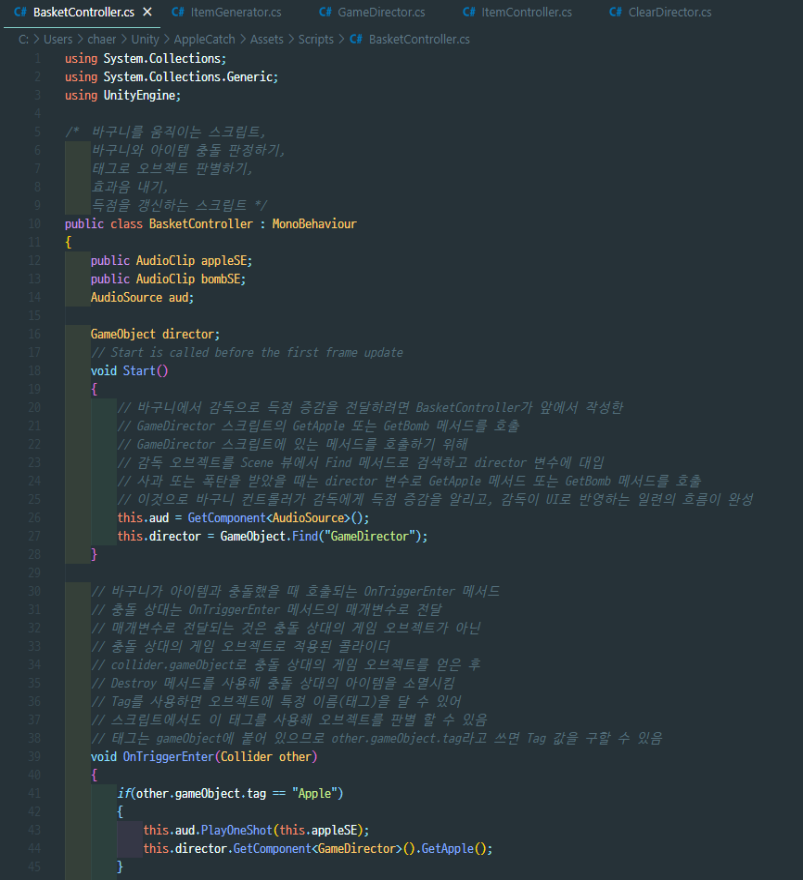 C# BasketController.cs X C# ItemGenerator.cs C# GameDirector.cs C# ItemController.cs C# ClearDirector.cs
C: > Users > chaer > Unity > AppleCatch > Assets > Scripts > C# BasketController.cs
1 using System.Collections;
2 using System.Collections.Generic;
3 using UnityEngine;
4
5 /* 바구니를 움직이는 스크립트,
6 바구니와 아이템 충돌 판정하기,
7 태그로 오브젝트 판별하기,
8 효과음 내기,
9 득점을 갱신하는 스크립트 */
10 public class BasketController : MonoBehaviour
11 {
12 public AudioClip appleSE;
13 public AudioClip bombSE;
14 AudioSource aud;
15
16 GameObject director;
17 // Start is called before the first frame update
18 void Start()
19 {
20 // 바구니에서 감독으로 득점 증감을 전달하려면 BasketController가 앞에서 작성한
21 // GameDirector 스크립트의 GetApple 또는 GetBomb 메서드를 호출
22 // GameDirector 스크립트에 있는 메서드를 호출하기 위해
23 // 감독 오브젝트를 Scene 뷰에서 Find 메서드로 검색하고 director 변수에 대입
24 // 사과 또는 폭탄을 받았을 때는 director 변수로 GetApple 메서드 또는 GetBomb 메서드를 호출
25 // 이것으로 바구니 컨트롤러가 감독에게 득점 증감을 알리고, 감독이 UI로 반영하는 일련의 흐름이 완성
26 this.aud = GetComponent<AudioSource>();
27 this.director = GameObject.Find("GameDirector");
28 }
29
30 // 바구니가 아이템과 충돌했을 때 호출되는 OnTriggerEnter 메서드
31 // 충돌 상대는 OnTriggerEnter 메서드의 매개변수로 전달
32 // 매개변수로 전달되는 것은 충돌 상대의 게임 오브젝트가 아닌
33 // 충돌 상대의 게임 오브젝트로 적용된 콜라이더
34 // collider.gameObject로 충돌 상대의 게임 오브젝트를 얻은 후
35 // Destroy 메서드를 사용해 충돌 상대의 아이템을 소멸시킴
36 // Tag를 사용하면 오브젝트에 특정 이름(태그)을 달 수 있어
37 // 스크립트에서도 이 태그를 사용해 오브젝트를 판별 할 수 있음
38 // 태그는 gameObject에 붙어 있으므로 other.gameObject.tag라고 쓰면 Tag 값을 구할 수 있음
39 void OnTriggerEnter(Collider other)
40 {
41 if(other.gameObject.tag == "Apple")
42 {
43 this.aud.PlayOneShot(this.appleSE);
44 this.director.GetComponent<GameDirector>().GetApple();
45 }